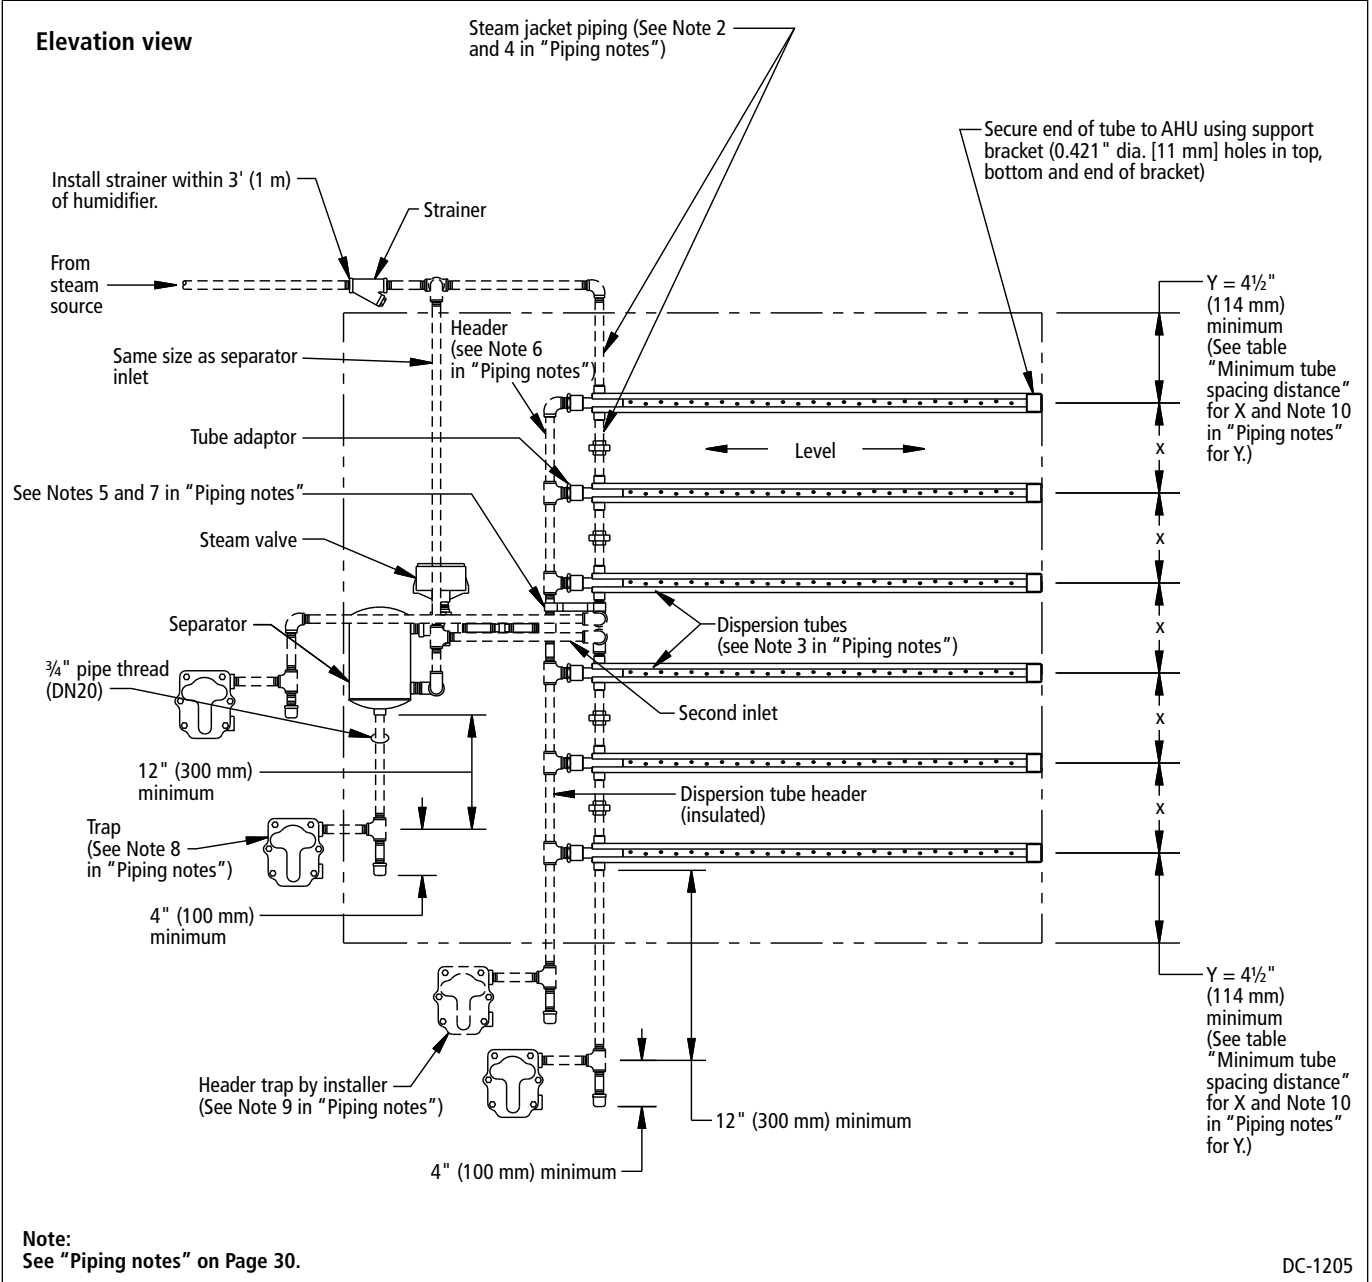 Elevation view
Steam jacket piping (See Note 2
and 4 in “Piping notes”)
Secure end of tube to AHU using support
bracket (0.421" dia. [11 mm] holes in top,
bottom and end of bracket)
Install strainer within 3' (1 m)
of humidifier.
Strainer
From
steam
source
Y = 4½"
(114 mm)
minimum
(See table
“Minimum tube
spacing distance”
for X and Note 10
in “Piping notes”
for Y.)
Header
(see Note 6
in “Piping notes”)
Same size as separator
inlet
Tube adaptor
Level
x
See Notes 5 and 7 in “Piping notes”
Steam valve
x
Separator
Dispersion tubes
(see Note 3 in “Piping notes”)
x
¾" pipe thread
(DN20)
Second inlet
x
12" (300 mm)
minimum
Dispersion tube header
(insulated)
x
Trap
(See Note 8
in “Piping notes”)
4" (100 mm)
minimum
Y = 4½"
(114 mm)
minimum
(See table
“Minimum tube
spacing distance”
for X and Note 10
in “Piping notes”
for Y.)
Header trap by installer
(See Note 9 in “Piping notes”)
12" (300 mm) minimum
4" (100 mm) minimum
Note:
See “Piping notes” on Page 30.
DC-1205